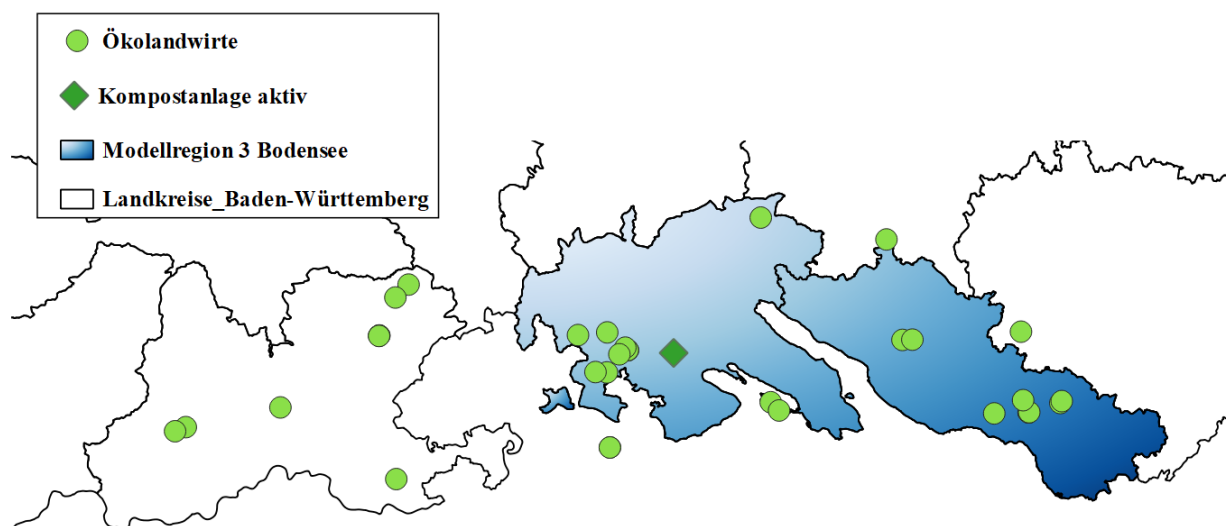 Ökolandwirte
Kompostanlage aktiv
Modellregion 3 Bodensee
Landkreise_Baden-Württemberg